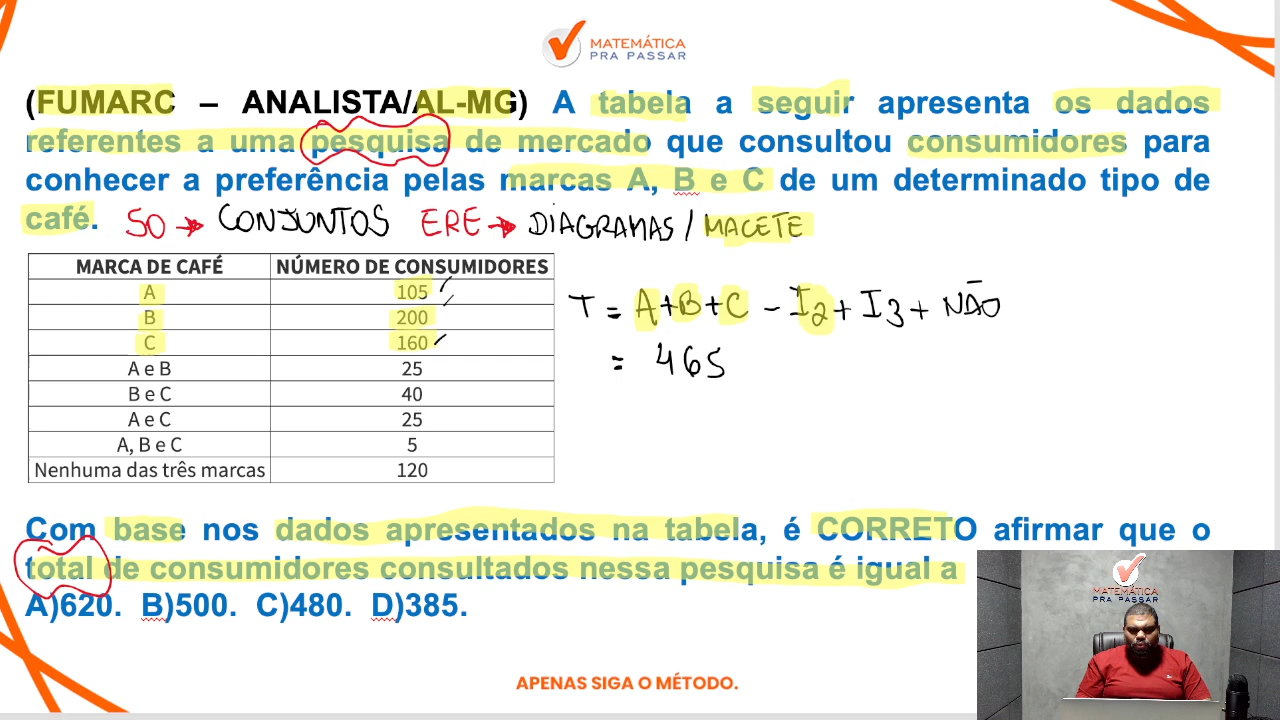 MATEMÁTICA
PRA PASSAR
(FUMARC – ANALISTA/AL-MG) A tabela a seguir apresenta os dados
referentes a uma pesquisa de mercado que consultou consumidores para
conhecer a preferência pelas marcas A, B e C de um determinado tipo de
café. SO → CONJUNTOS ERE → DIAGRAMAS / MACETE
MARCA DE CAFÉ NÚMERO DE CONSUMIDORES
A 105
B 200
C 160
A e B 25
B e C 40
A e C 25
A, B e C 5
Nenhuma das três marcas 120
T = A+B+C - I2 + I3 + NÃO
= 465
Com base nos dados apresentados na tabela, é CORRETO afirmar que o
total de consumidores consultados nessa pesquisa é igual a
A)620. B)500. C)480. D)385.
MATEMÁTICA
PRA PASSAR
APENAS SIGA O MÉTODO.